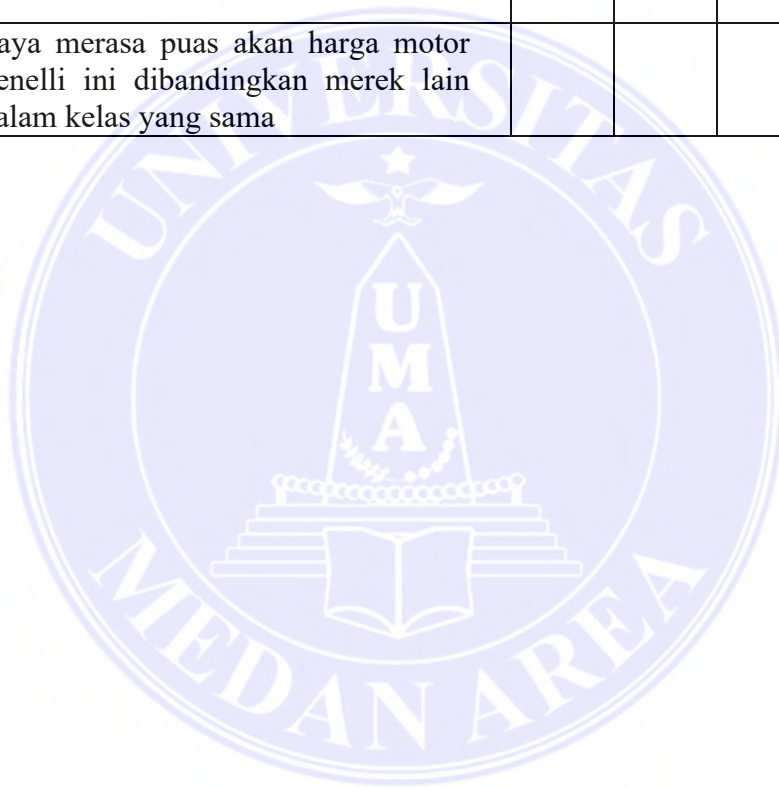 aya merasa puas akan harga motor
enelli ini dibandingkan merek lain
alam kelas yang sama
UNIVERSITAS
U
M
A
MEDAN AREA